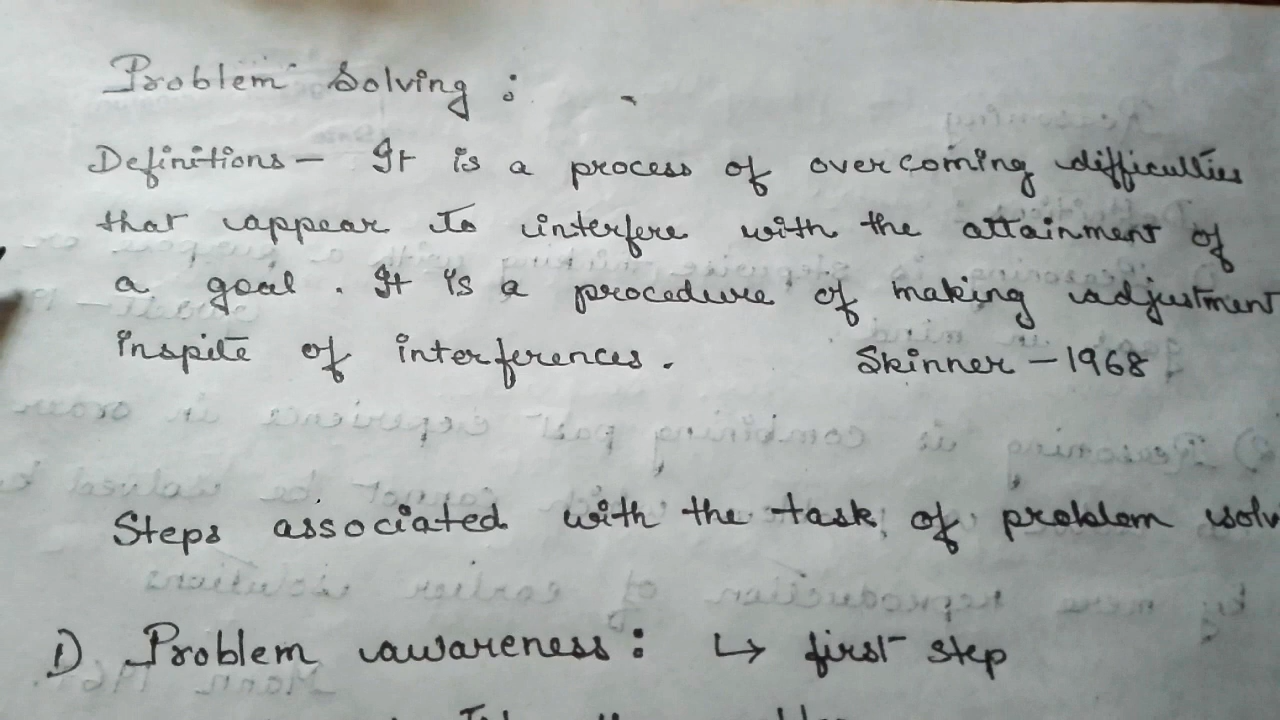 Problem Solving :
Definitions — It is a process of overcoming difficulties
that appear to interfere with the attainment of
a goal. It is a procedure of making adjustment
inspite of interferences. Skinner - 1968
Steps associated with the task of problem solv
1) Problem awareness : ↳ first step